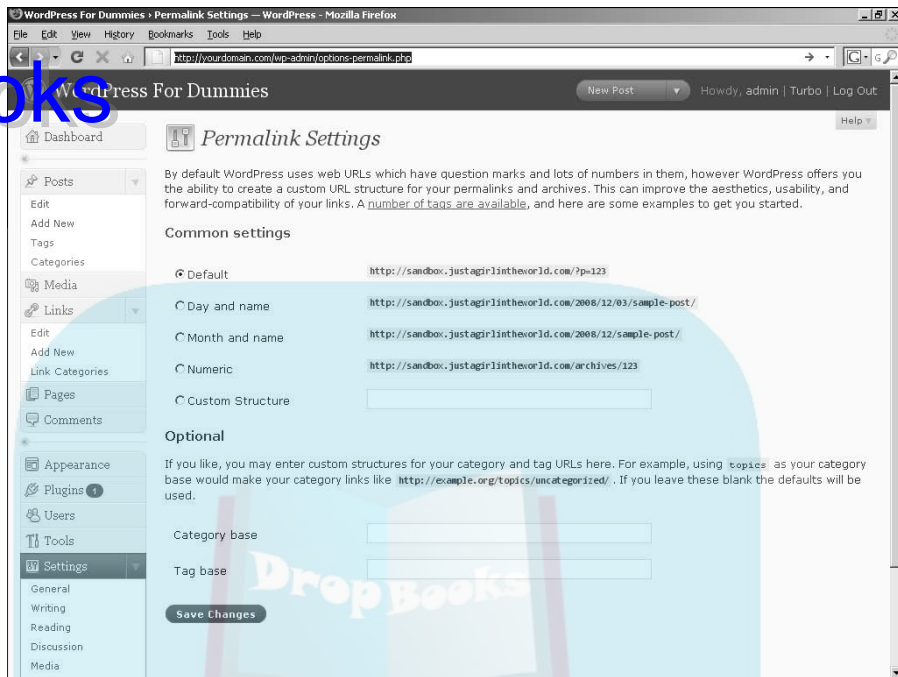 WordPress For Dummies › Permalink Settings — WordPress - Mozilla Firefox
File Edit View History Bookmarks Tools Help
http://yourdomain.com/wp-admin/options-permalink.php
G
G
oks
WordPress For Dummies
New Post
Howdy, admin | Turbo | Log Out
Help
Dashboard
Permalink Settings
By default WordPress uses web URLs which have question marks and lots of numbers in them, however WordPress offers you
the ability to create a custom URL structure for your permalinks and archives. This can improve the aesthetics, usability, and
forward-compatibility of your links. A number of tags are available, and here are some examples to get you started.
Posts
Edit
Add New
Tags
Categories
Media
Links
Edit
Add New
Link Categories
Pages
Comments
Appearance
Plugins 1
Users
Tools
Settings
General
Writing
Reading
Discussion
Media
Common settings
Default http://sandbox.justagirlintheworld.com/?p=123
Day and name http://sandbox.justagirlintheworld.com/2008/12/03/sample-post/
Month and name http://sandbox.justagirlintheworld.com/2008/12/sample-post/
Numeric http://sandbox.justagirlintheworld.com/archives/123
Custom Structure
Optional
If you like, you may enter custom structures for your category and tag URLs here. For example, using topics as your category
base would make your category links like http://example.org/topics/uncategorized/ . If you leave these blank the defaults will be
used.
Category base
Tag base
DropBooks
Save Changes